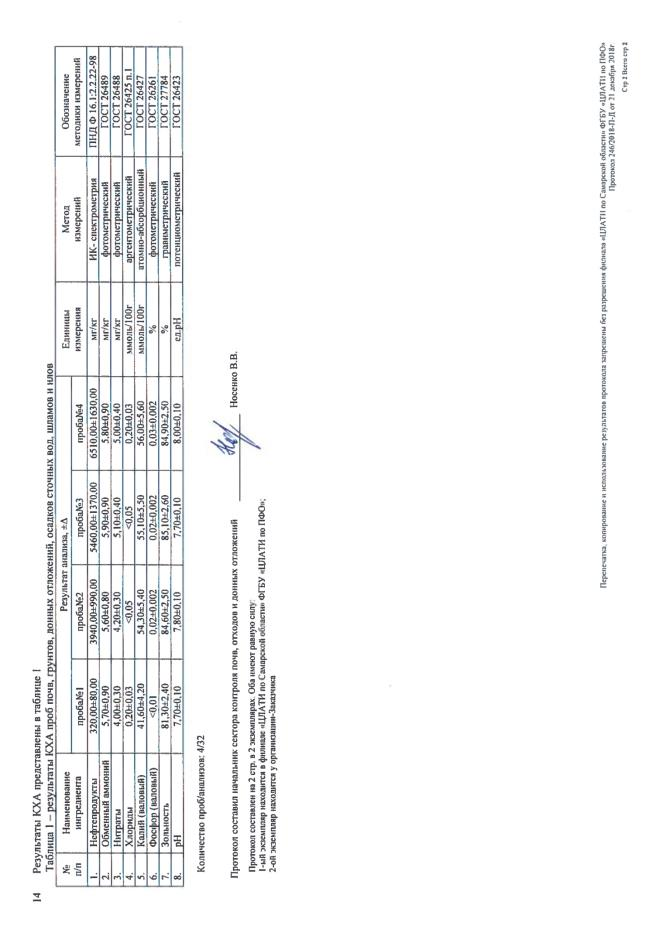 14
Результаты КХА представлены в таблице 1
Таблица 1 – результаты КХА проб почв, грунтов, донных отложений, осадков сточных вод, шламов и илов
№ п/п Наименование ингредиента Результат анализа, ±Δ Единицы измерения Метод измерений Обозначение методики измерений
проба№1 проба№2 проба№3 проба№4
1. Нефтепродукты 320,00±80,00 3940,00±990,00 5460,00±1370,00 6510,00±1630,00 мг/кг ИК- спектрометрия ПНД Ф 16.1:2.2.22-98
2. Обменный аммоний 5,70±0,90 5,60±0,80 5,90±0,90 5,80±0,90 мг/кг фотометрический ГОСТ 26489
3. Нитраты 4,00±0,30 4,20±0,30 5,10±0,40 5,00±0,40 мг/кг фотометрический ГОСТ 26488
4. Хлориды 0,20±0,03 <0,05 <0,05 0,20±0,03 ммоль/100г аргентометрический ГОСТ 26425 п.1
5. Калий (валовый) 41,60±4,20 54,30±5,40 55,10±5,50 56,00±5,60 ммоль/100г атомно-абсорбционный ГОСТ 26427
6. Фосфор (валовый) <0,01 0,02±0,002 0,02±0,002 0,03±0,002 % фотометрический ГОСТ 26261
7. Зольность 81,30±2,40 84,60±2,50 85,10±2,60 84,90±2,50 % гравиметрический ГОСТ 27784
8. pH 7,70±0,10 7,80±0,10 7,70±0,10 8,00±0,10 ед.pH потенциометрический ГОСТ 26423
Количество проб/анализов: 4/32
Протокол составил начальник сектора контроля почв, отходов и донных отложений Носенко В.В.
Протокол составлен на 2 стр. в 2 экземплярах. Оба имеют равную силу:
1-ый экземпляр находится в филиале «ЦЛАТИ по Самарской области» ФГБУ «ЦЛАТИ по ПФО»;
2-ой экземпляр находится у организации-Заказчика
Перепечатка, копирование и использование результатов протокола запрещены без разрешения филиала «ЦЛАТИ по Самарской области» ФГБУ «ЦЛАТИ по ПФО»
Протокол 246/2018-П-Д от 21 декабря 2018г
Стр 2 Всего стр 2